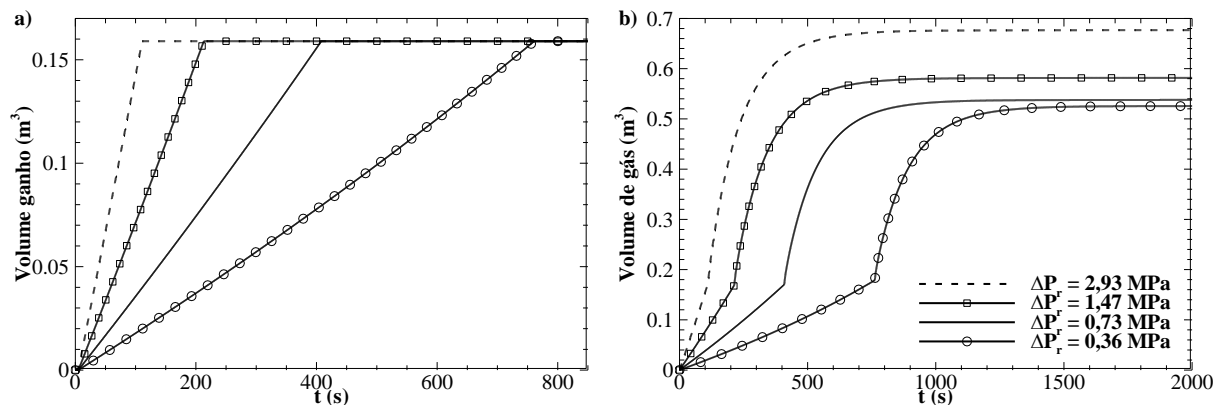 a)
Volume ganho (m³)
0.15
0.1
0.05
0
0 200 400 600 800
t (s)
b)
Volume de gás (m³)
0.7
0.6
0.5
0.4
0.3
0.2
0.1
0
0 500 1000 1500 2000
t (s)
ΔPr = 2,93 MPa
ΔPr = 1,47 MPa
ΔPr = 0,73 MPa
ΔPr = 0,36 MPa